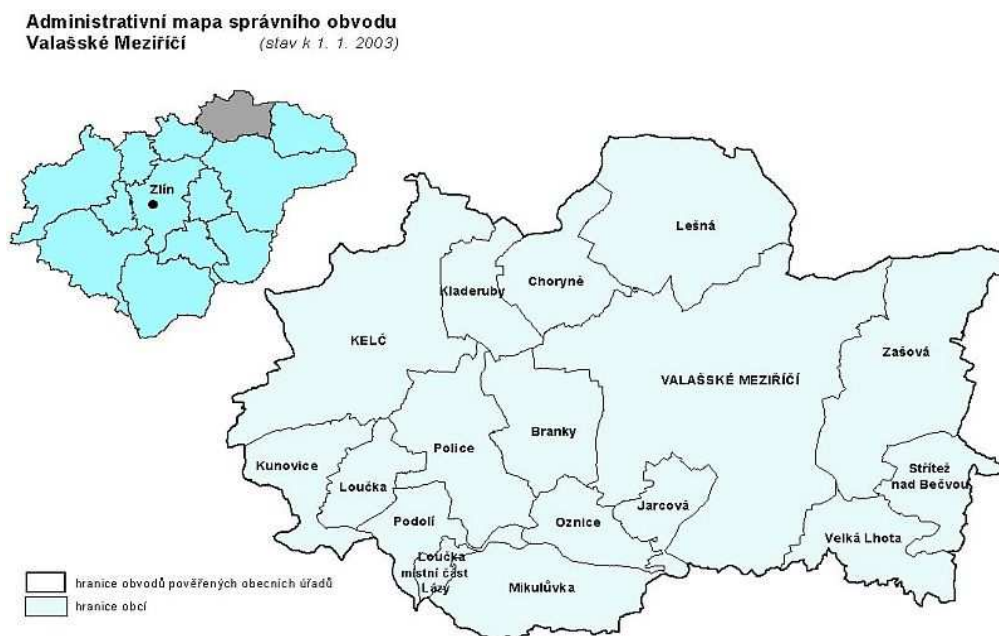 Administrativní mapa správního obvodu
Valašské Meziříčí (stav k 1. 1. 2003)
Zlín
Lešná
Choryně
Kladeruby
KELČ
Zašová
VALAŠSKÉ MEZIŘÍČÍ
Branky
Police
Kunovice
Loučka
Střítež
nad Bečvou
Jarcová
Podolí
Oznice
Velká Lhota
Loučka
místní část
Lázy
Mikulůvka
hranice obvodů pověřených obecních úřadů
hranice obcí